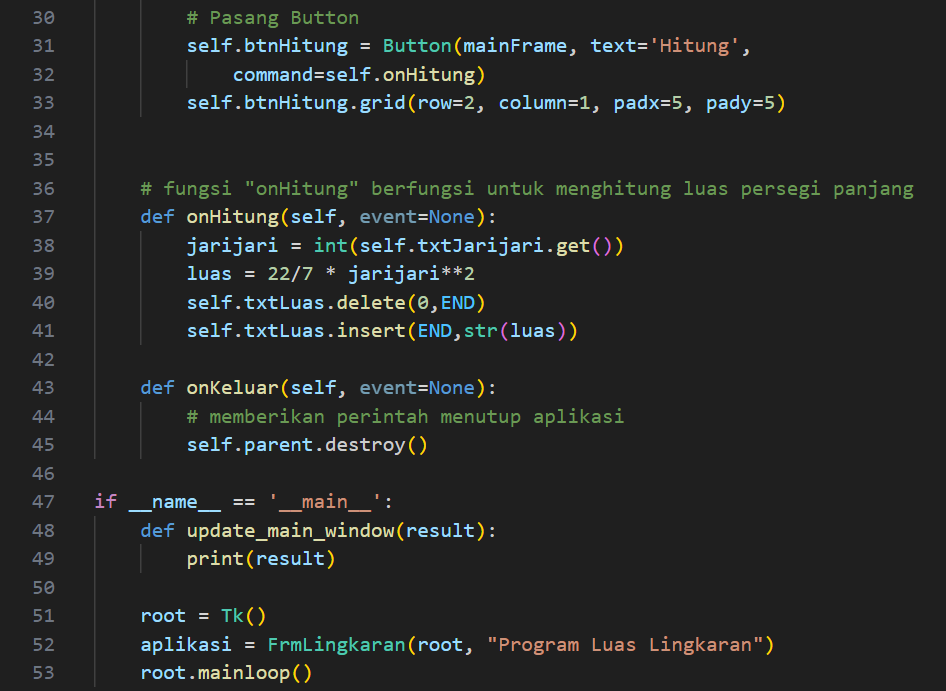 30 # Pasang Button
31 self.btnHitung = Button(mainFrame, text='Hitung',
32 command=self.onHitung)
33 self.btnHitung.grid(row=2, column=1, padx=5, pady=5)
34
35
36 # fungsi "onHitung" berfungsi untuk menghitung luas persegi panjang
37 def onHitung(self, event=None):
38 jarijari = int(self.txtJarijari.get())
39 luas = 22/7 * jarijari**2
40 self.txtLuas.delete(0,END)
41 self.txtLuas.insert(END,str(luas))
42
43 def onKeluar(self, event=None):
44 # memberikan perintah menutup aplikasi
45 self.parent.destroy()
46
47 if __name__ == '__main__':
48 def update_main_window(result):
49 print(result)
50
51 root = Tk()
52 aplikasi = FrmLingkaran(root, "Program Luas Lingkaran")
53 root.mainloop()